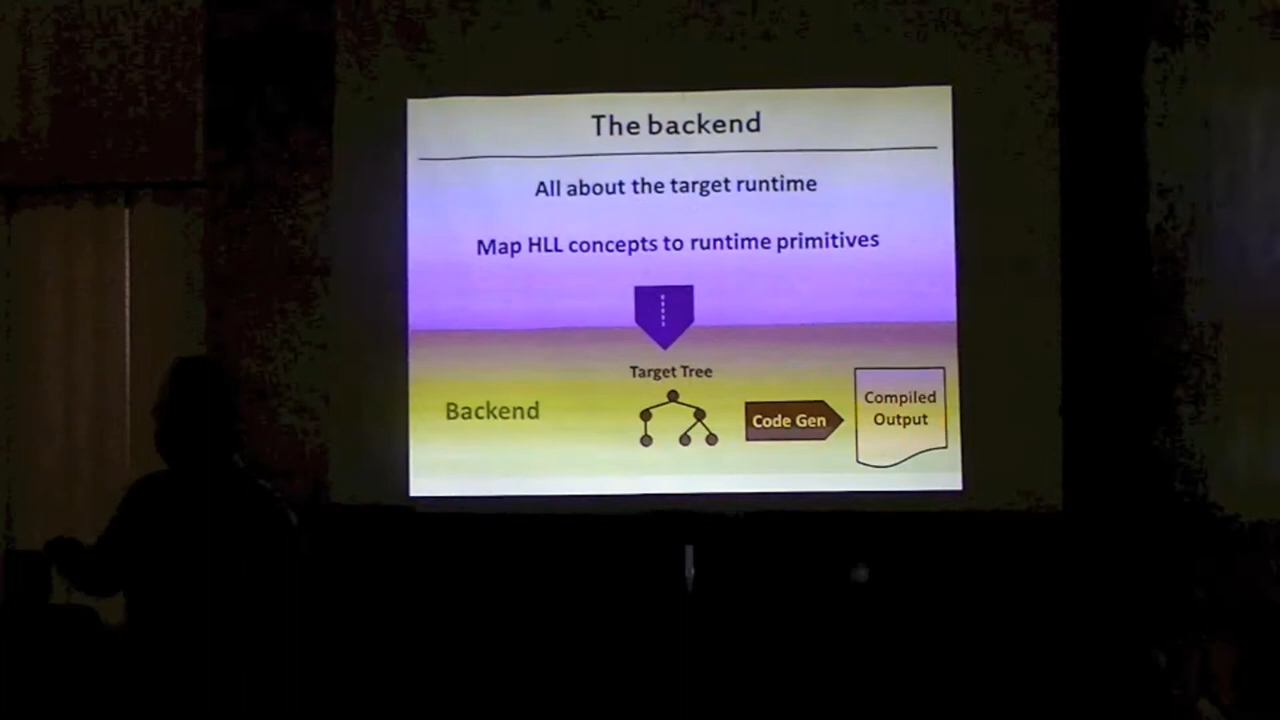 The backend
All about the target runtime
Map HLL concepts to runtime primitives
Target Tree
Backend
Code Gen
Compiled
Output